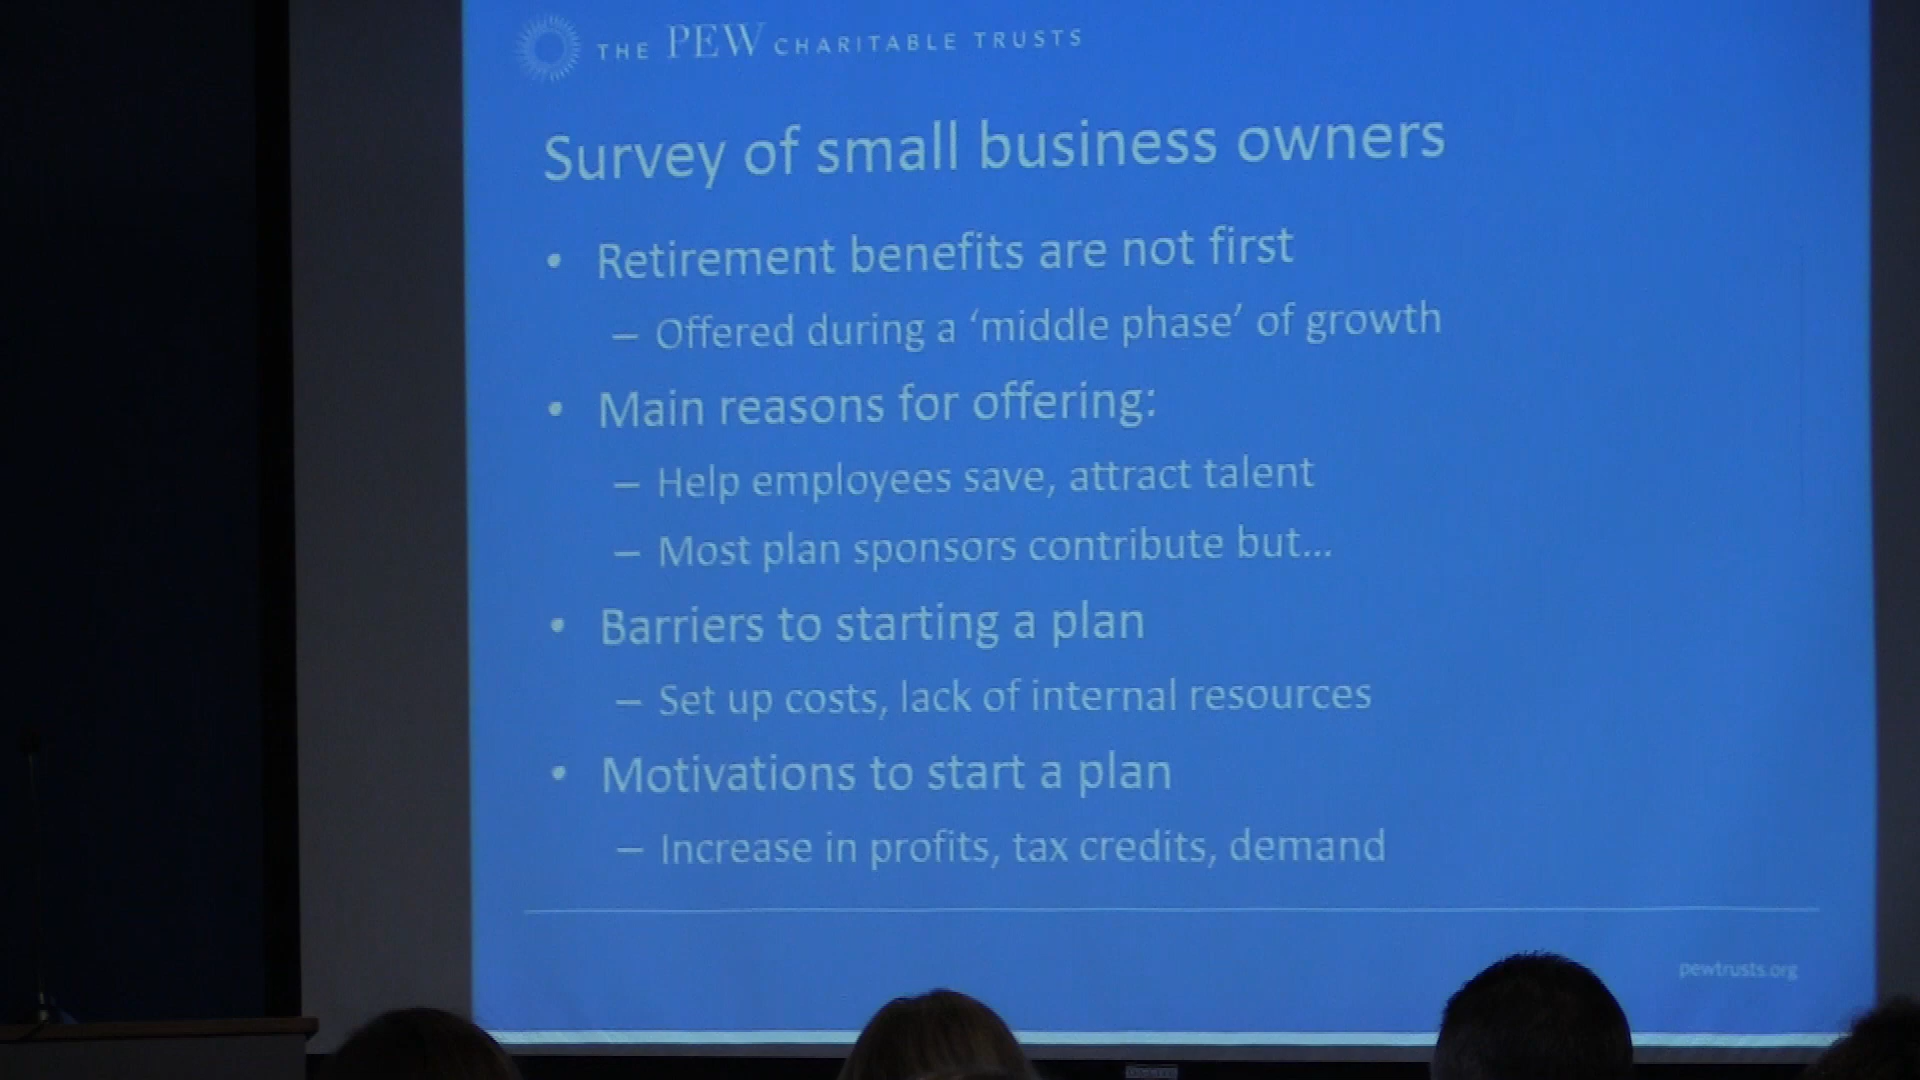 THE PEW CHARITABLE TRUSTS
Survey of small business owners
• Retirement benefits are not first
– Offered during a ‘middle phase’ of growth
• Main reasons for offering:
– Help employees save, attract talent
– Most plan sponsors contribute but...
• Barriers to starting a plan
– Set up costs, lack of internal resources
• Motivations to start a plan
– Increase in profits, tax credits, demand
pewtrusts.org